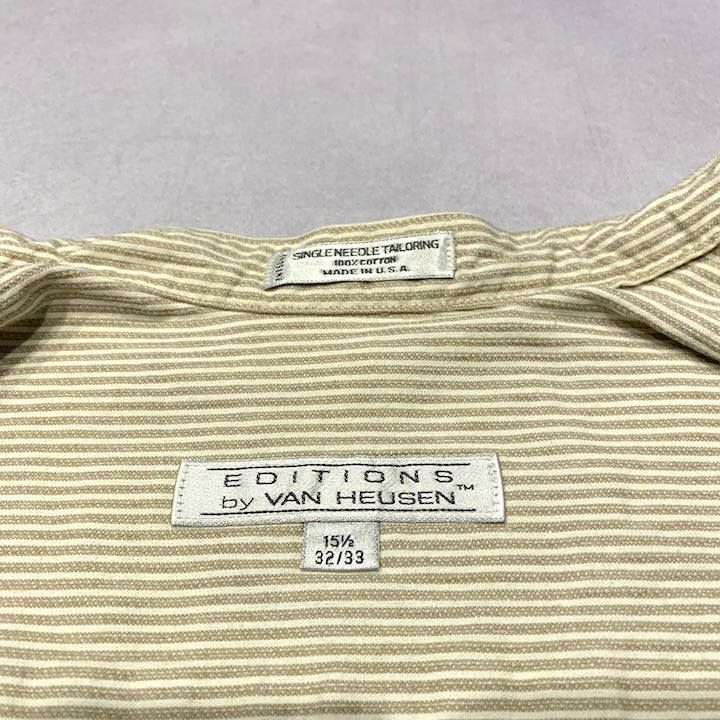 SINGLE NEEDLE TAILORING
100% COTTON
MADE IN U.S.A.
EDITIONS
by VAN HEUSEN™
15½
32/33